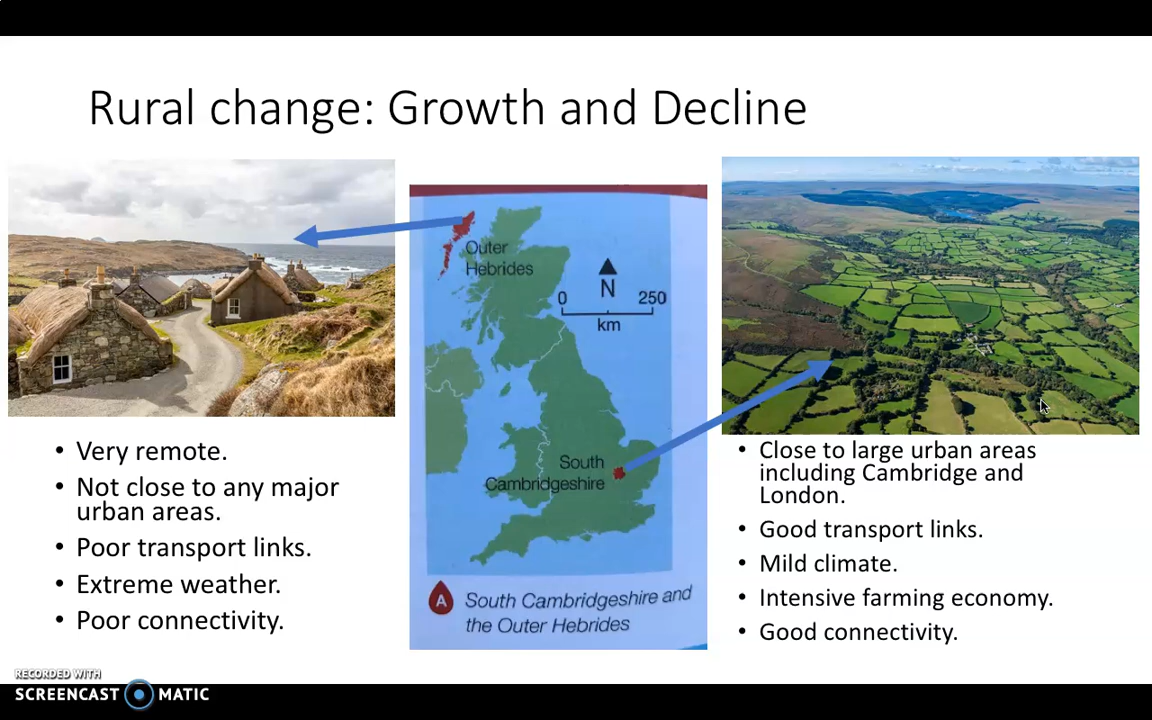 Rural change: Growth and Decline
Outer
Hebrides
N
0 250
km
South
Cambridgeshire
A South Cambridgeshire and
the Outer Hebrides
• Very remote.
• Not close to any major
urban areas.
• Poor transport links.
• Extreme weather.
• Poor connectivity.
• Close to large urban areas
including Cambridge and
London.
• Good transport links.
• Mild climate.
• Intensive farming economy.
• Good connectivity.
RECORDED WITH
SCREENCAST MATIC